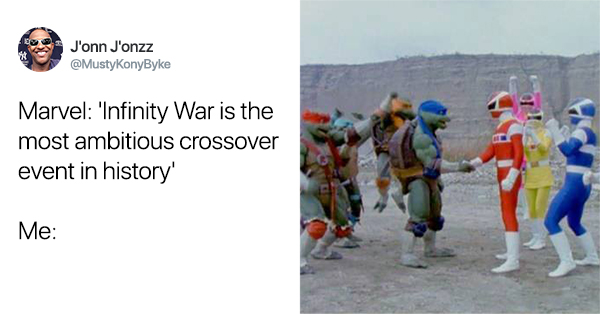 J'onn J'onzz
@MustyKonyByke
Marvel: 'Infinity War is the
most ambitious crossover
event in history'
Me: